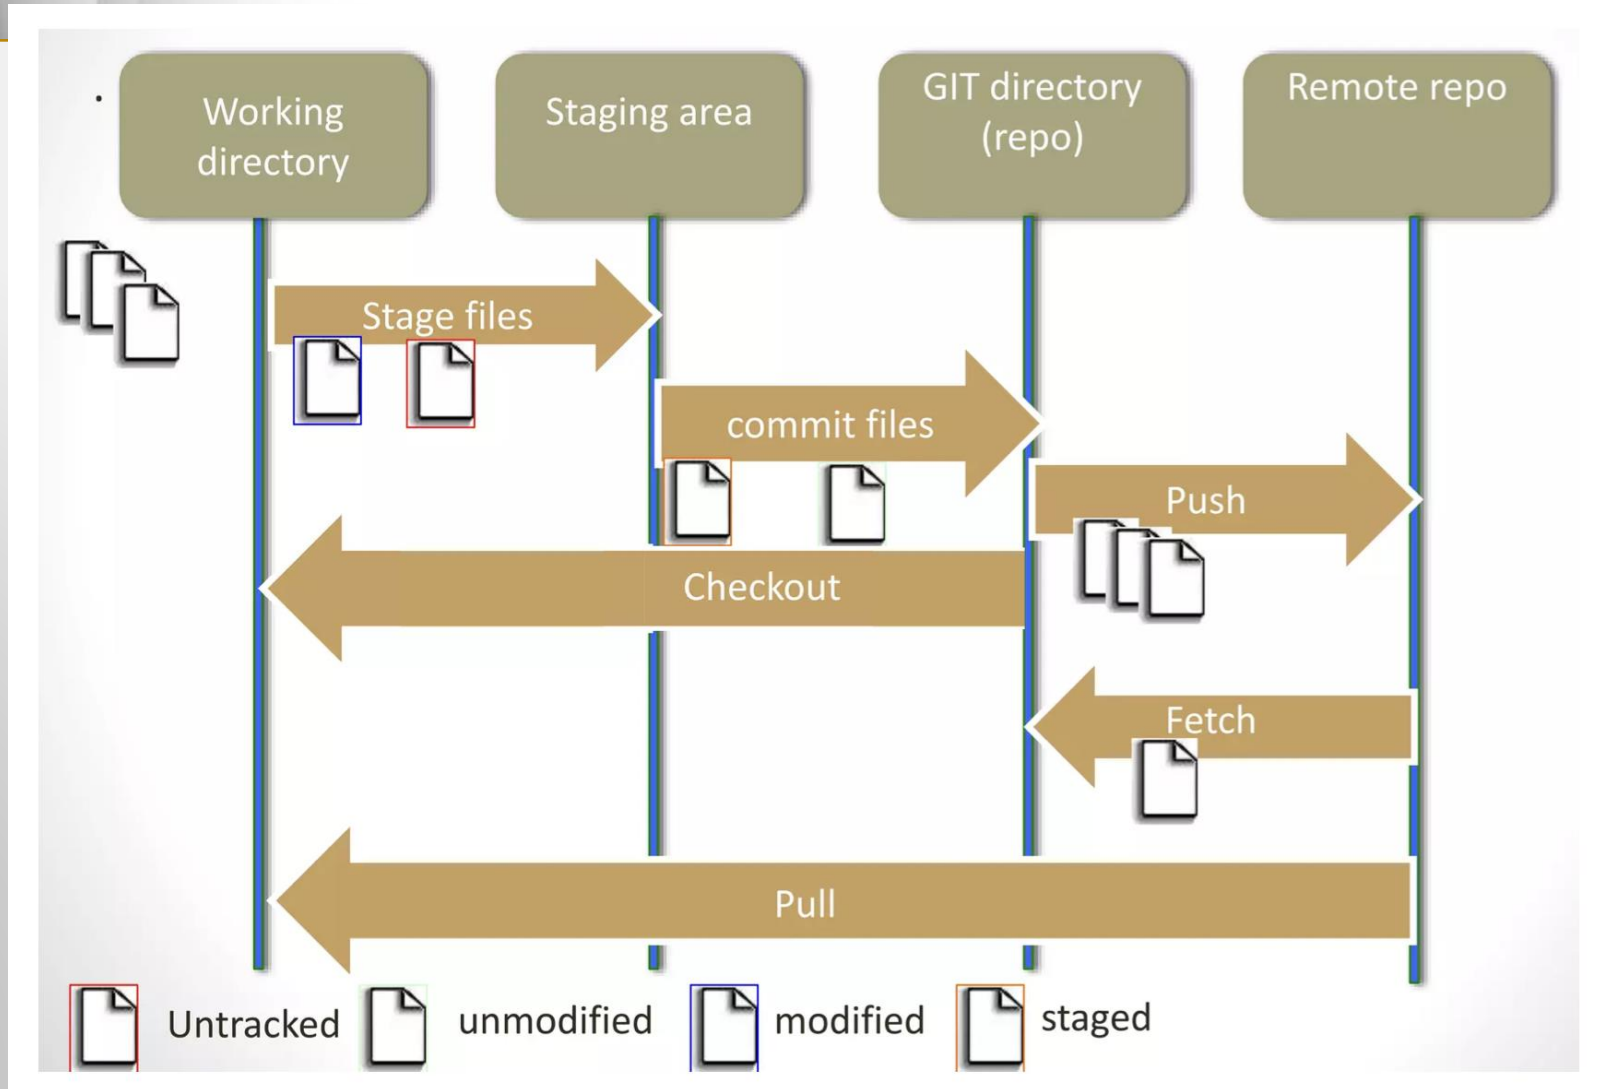 Working
directory
Staging area
GIT directory
(repo)
Remote repo
Stage files
commit files
Push
Checkout
Fetch
Pull
Untracked
unmodified
modified
staged